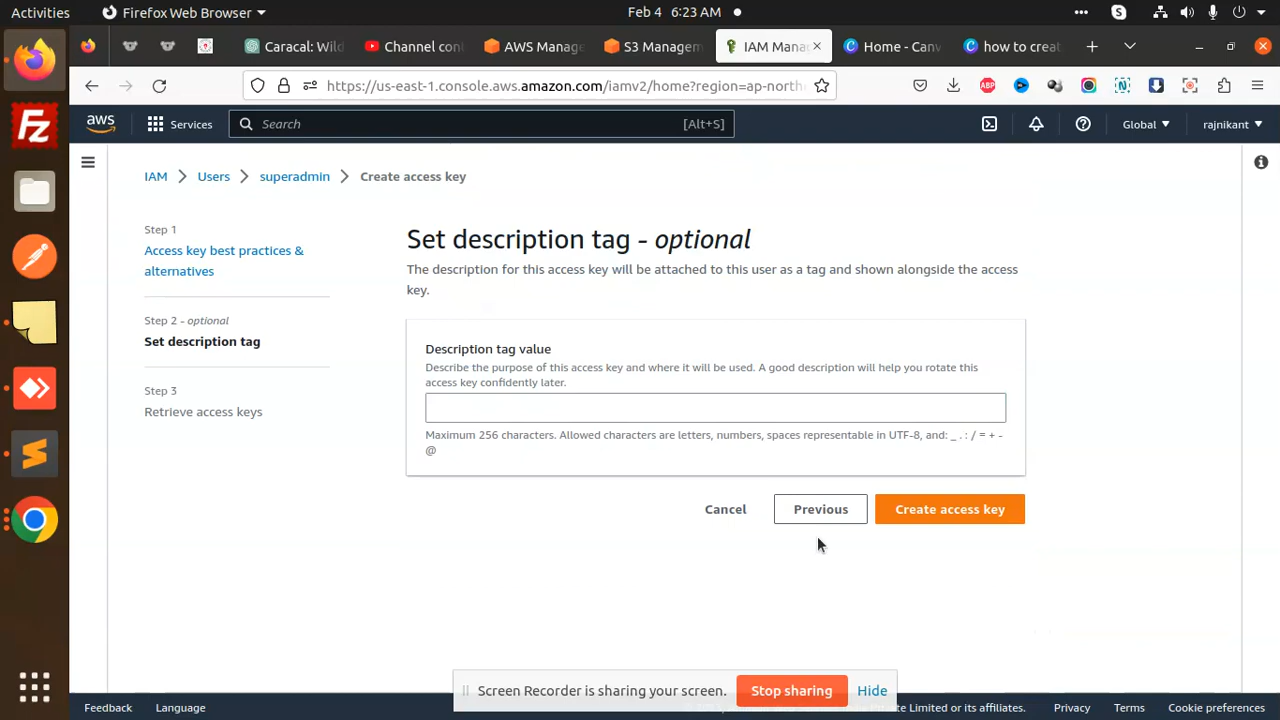 Activities
Firefox Web Browser
Feb 4 6:23 AM
Caracal: Wild
Channel con
AWS Manage
S3 Managem
IAM Mana
Home - Canv
how to creat
https://us-east-1.console.aws.amazon.com/iamv2/home?region=ap-north
ABP
aws
Services
Search
[Alt+S]
Global
rajnikant
IAM
Users
superadmin
Create access key
Step 1
Access key best practices &
alternatives
Step 2 - optional
Set description tag
Step 3
Retrieve access keys
Set description tag - optional
The description for this access key will be attached to this user as a tag and shown alongside the access
key.
Description tag value
Describe the purpose of this access key and where it will be used. A good description will help you rotate this
access key confidently later.
Maximum 256 characters. Allowed characters are letters, numbers, spaces representable in UTF-8, and: _ . : / = + -
@
Cancel
Previous
Create access key
Screen Recorder is sharing your screen.
Stop sharing
Hide
Feedback
Language
Limited or its affiliates.
Privacy
Terms
Cookie preferences